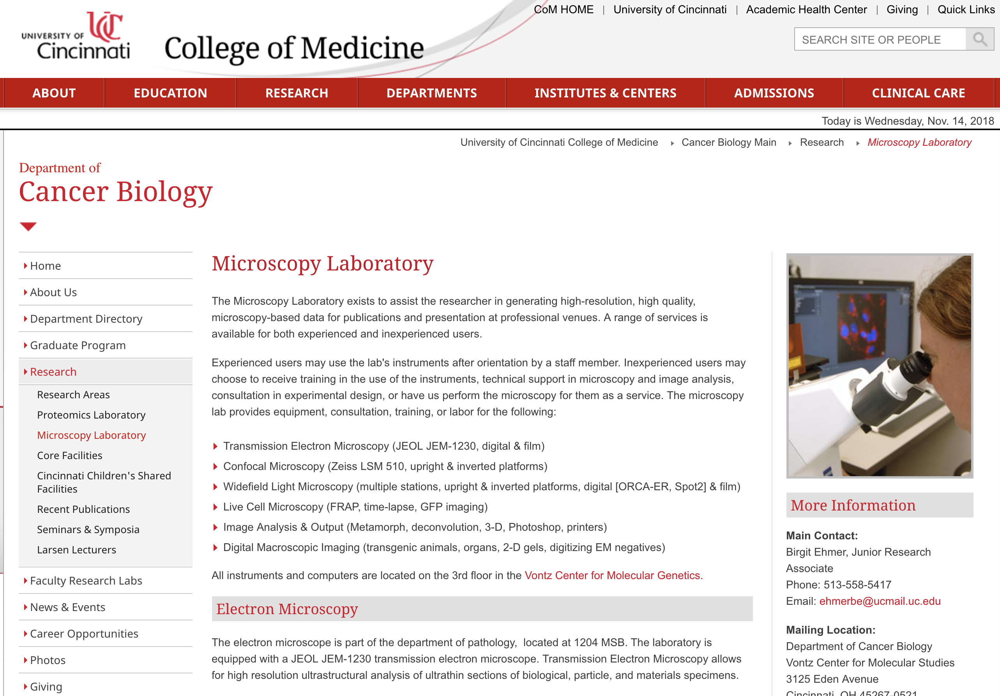 CoM HOME | University of Cincinnati | Academic Health Center | Giving | Quick Links
UC
UNIVERSITY OF
Cincinnati
College of Medicine
SEARCH SITE OR PEOPLE
ABOUT EDUCATION RESEARCH DEPARTMENTS INSTITUTES & CENTERS ADMISSIONS CLINICAL CARE
Today is Wednesday, Nov. 14, 2018
University of Cincinnati College of Medicine Cancer Biology Main Research Microscopy Laboratory
Department of
Cancer Biology
Home
About Us
Department Directory
Graduate Program
Research
Research Areas
Proteomics Laboratory
Microscopy Laboratory
Core Facilities
Cincinnati Children's Shared
Facilities
Recent Publications
Seminars & Symposia
Larsen Lecturers
Faculty Research Labs
News & Events
Career Opportunities
Photos
Giving
Microscopy Laboratory
The Microscopy Laboratory exists to assist the researcher in generating high-resolution, high quality,
microscopy-based data for publications and presentation at professional venues. A range of services is
available for both experienced and inexperienced users.
Experienced users may use the lab's instruments after orientation by a staff member. Inexperienced users may
choose to receive training in the use of the instruments, technical support in microscopy and image analysis,
consultation in experimental design, or have us perform the microscopy for them as a service. The microscopy
lab provides equipment, consultation, training, or labor for the following:
Transmission Electron Microscopy (JEOL JEM-1230, digital & film)
Confocal Microscopy (Zeiss LSM 510, upright & inverted platforms)
Widefield Light Microscopy (multiple stations, upright & inverted platforms, digital [ORCA-ER, Spot2] & film)
Live Cell Microscopy (FRAP, time-lapse, GFP imaging)
Image Analysis & Output (Metamorph, deconvolution, 3-D, Photoshop, printers)
Digital Macroscopic Imaging (transgenic animals, organs, 2-D gels, digitizing EM negatives)
All instruments and computers are located on the 3rd floor in the Vontz Center for Molecular Genetics.
Electron Microscopy
The electron microscope is part of the department of pathology, located at 1204 MSB. The laboratory is
equipped with a JEOL JEM-1230 transmission electron microscope. Transmission Electron Microscopy allows
for high resolution ultrastructural analysis of ultrathin sections of biological, particle, and materials specimens.
More Information
Main Contact:
Birgit Ehmer, Junior Research
Associate
Phone: 513-558-5417
Email: ehmerbe@ucmail.uc.edu
Mailing Location:
Department of Cancer Biology
Vontz Center for Molecular Studies
3125 Eden Avenue
Cincinnati, OH 45267-0521